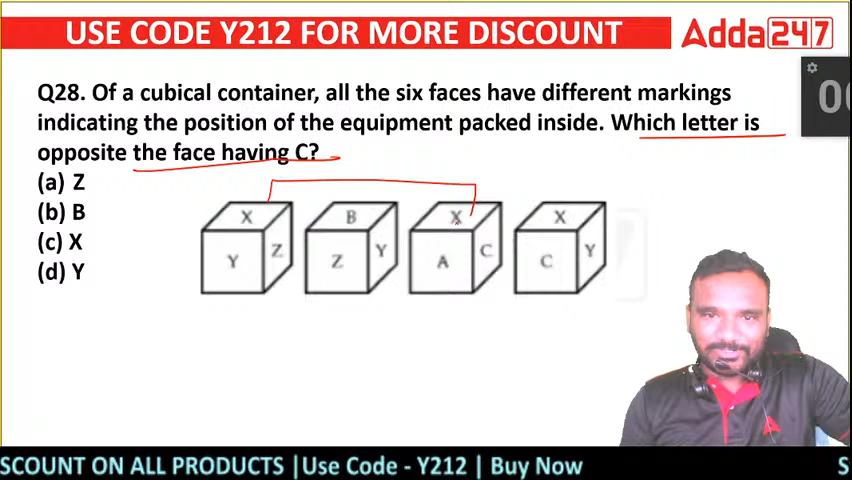 USE CODE Y212 FOR MORE DISCOUNT
Adda247
Q28. Of a cubical container, all the six faces have different markings
indicating the position of the equipment packed inside. Which letter is
opposite the face having C?
(a) Z
(b) B
(c) X
(d) Y
X Y Z
B Z Y
X A C
X C Y
SCOUNT ON ALL PRODUCTS |Use Code - Y212 | Buy Now
S